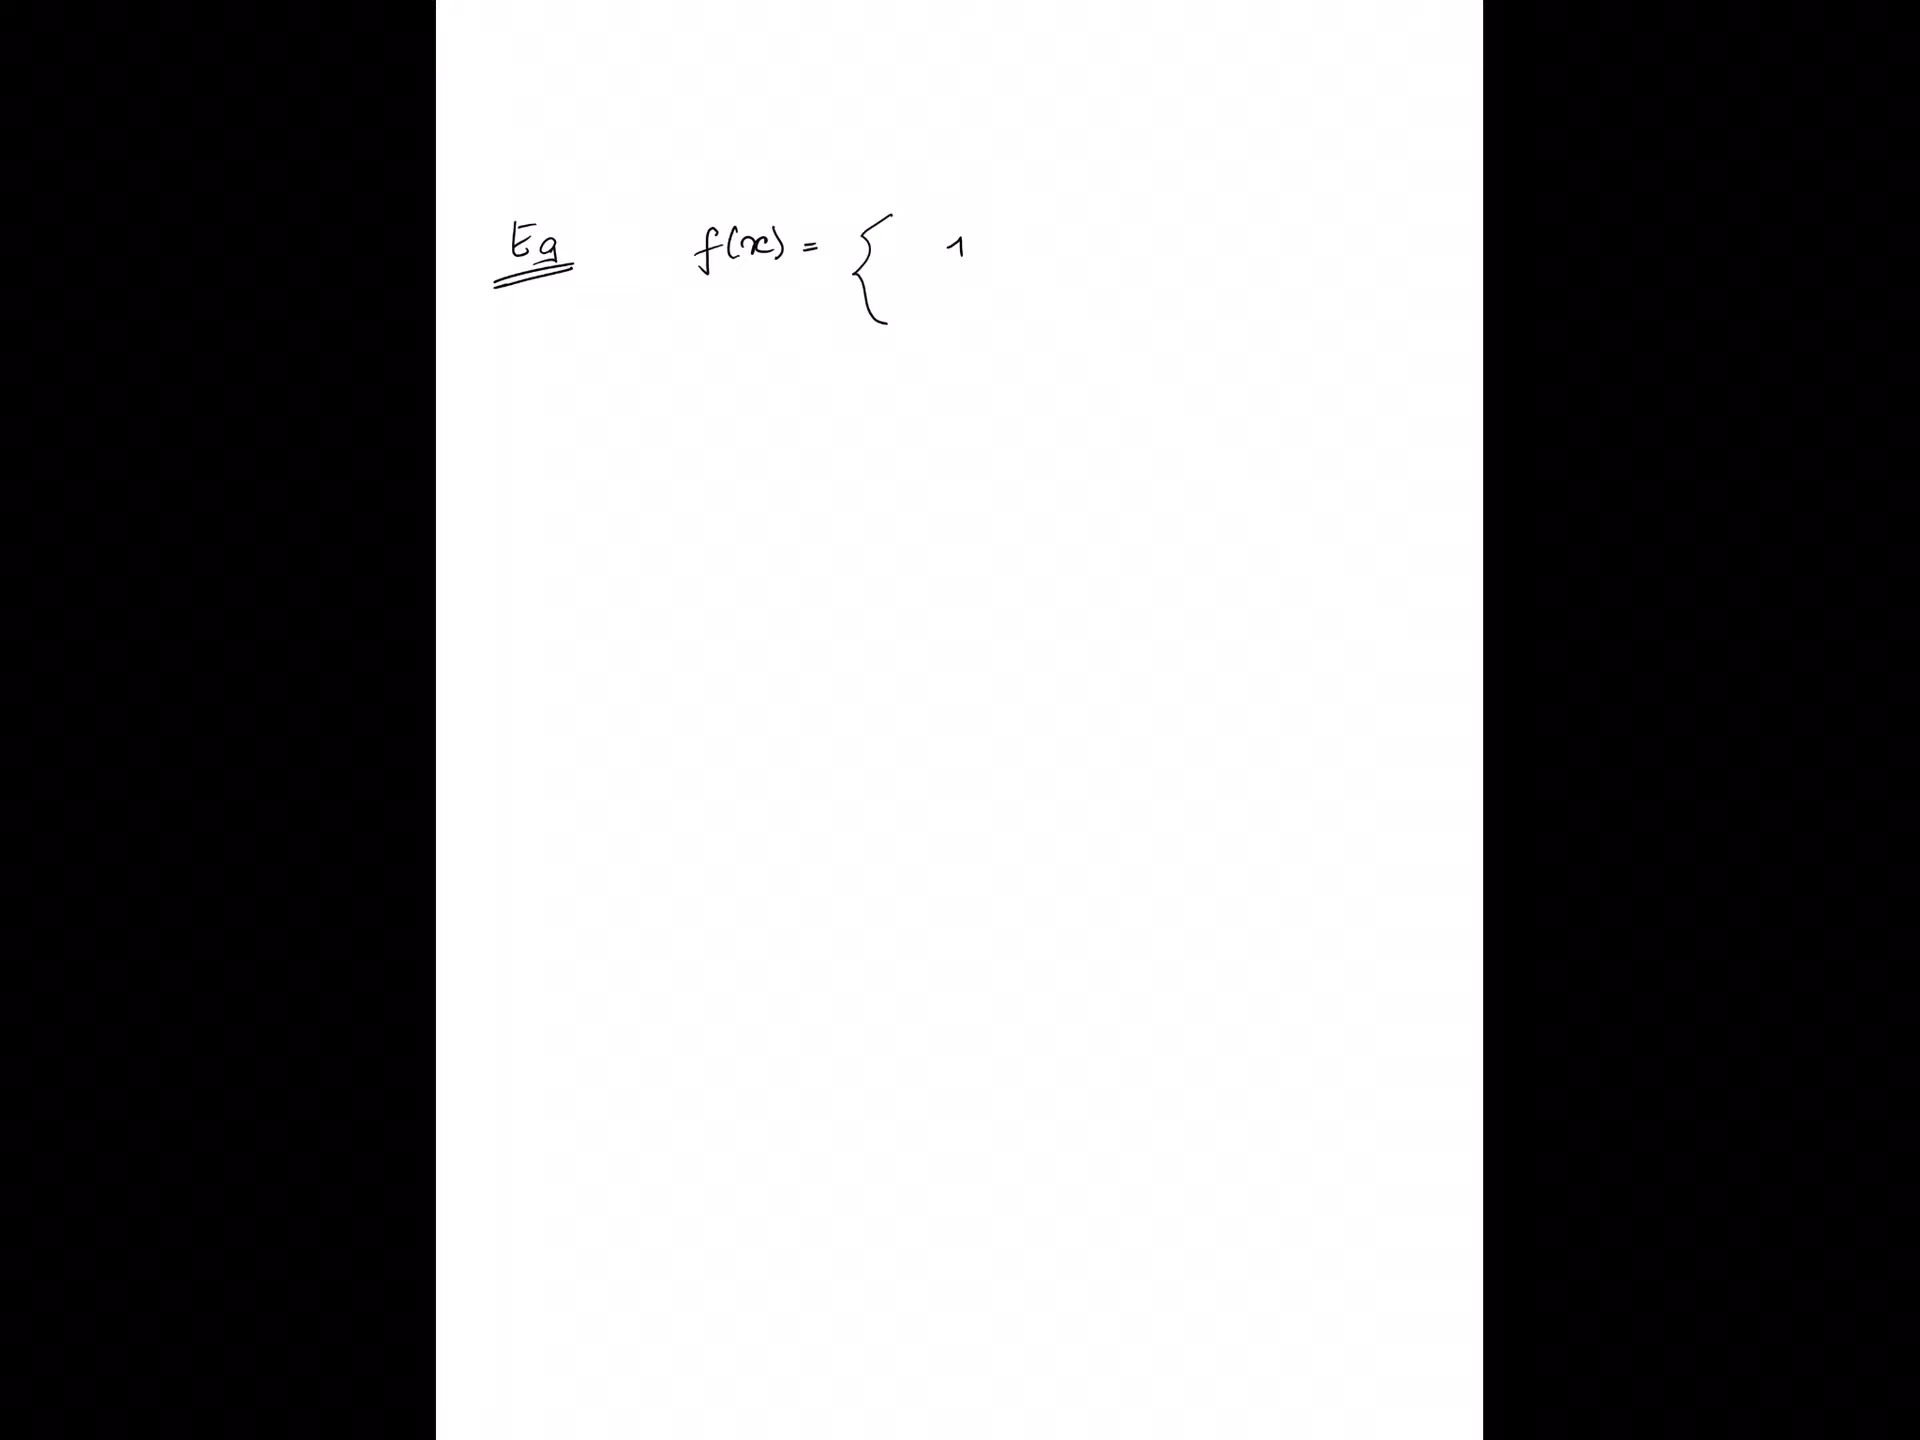 Eg f(x) = { 1